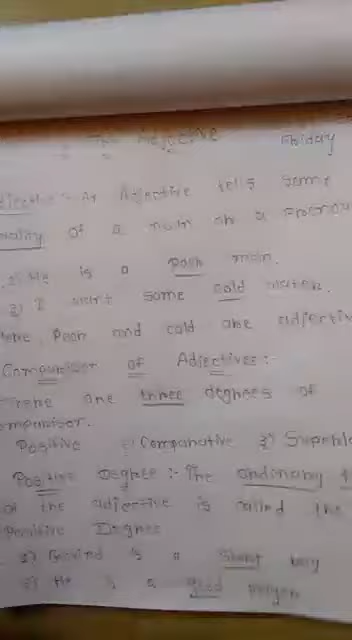 The Adjective Friday
Adjective :- An Adjective tells some
quality of a noun or a Pronoun
1) He is a Poor man.
2) I want some cold water.
Here Poor and cold are adjective
Comparison of Adjectives :-
There are three degrees of
comparison.
Positive 2) Comparative 3) Superla
Positive Degree :- The ordinary
of the adjective is called the
Positive Degree
1) Govind is a short boy
2) He is a good person